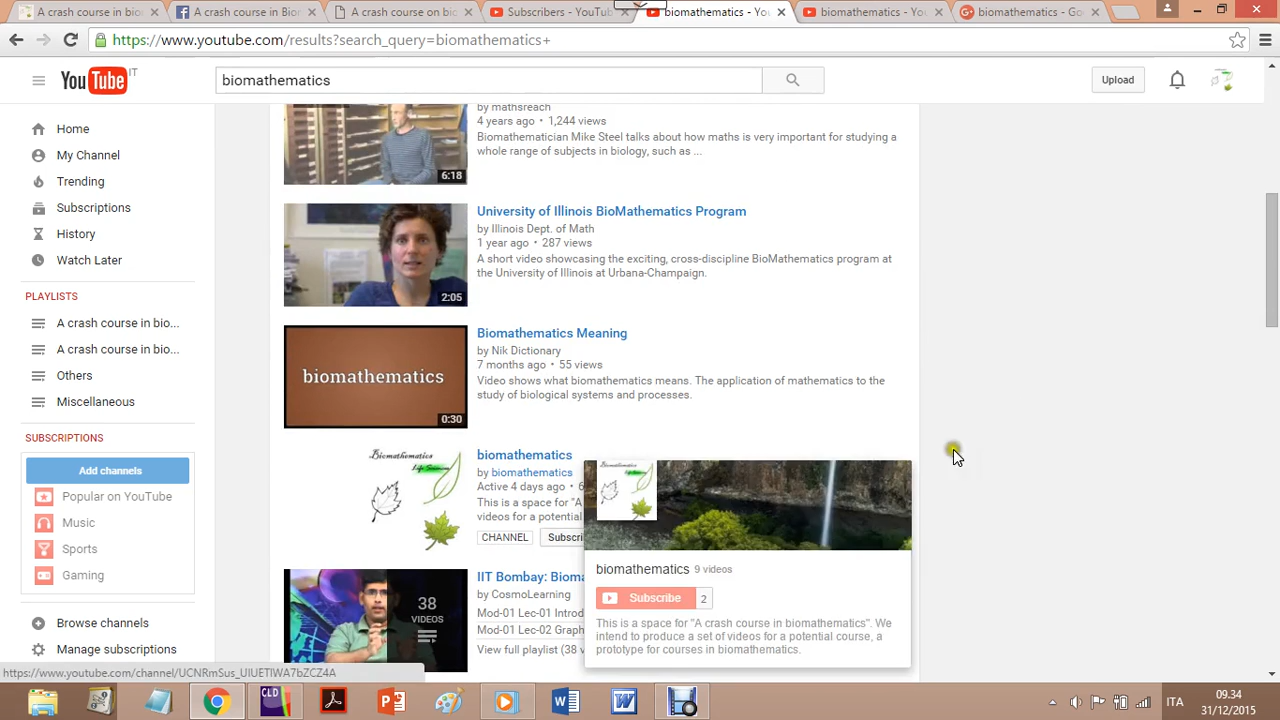 A crash course in biomath
A crash course in Bior
A crash course on bic
Subscribers - YouTub
biomathematics - You
biomathematics - You
biomathematics - Go
https://www.youtube.com/results?search_query=biomathematics+
YouTube IT
biomathematics
Upload
Home
My Channel
Trending
Subscriptions
History
Watch Later
PLAYLISTS
A crash course in bio...
A crash course in bio...
Others
Miscellaneous
SUBSCRIPTIONS
Add channels
Popular on YouTube
Music
Sports
Gaming
Browse channels
Manage subscriptions
by mathsreach
4 years ago • 1,244 views
Biomathematician Mike Steel talks about how maths is very important for studying a
whole range of subjects in biology, such as ...
6:18
University of Illinois BioMathematics Program
by Illinois Dept. of Math
1 year ago • 287 views
A short video showcasing the exciting, cross-discipline BioMathematics program at
the University of Illinois at Urbana-Champaign.
2:05
Biomathematics Meaning
by Nik Dictionary
7 months ago • 55 views
Video shows what biomathematics means. The application of mathematics to the
study of biological systems and processes.
biomathematics
0:30
Biomathematics
Life Sciences
biomathematics
by biomathematics
Active 4 days ago • 6
This is a space for "A
videos for a potential
CHANNEL
Subscri
biomathematics 9 videos
Subscribe 2
This is a space for "A crash course in biomathematics". We
intend to produce a set of videos for a potential course, a
prototype for courses in biomathematics.
38
VIDEOS
IIT Bombay: Bioma
by CosmoLearning
Mod-01 Lec-01 Introd
Mod-01 Lec-02 Graph
View full playlist (38 v
https://www.youtube.com/channel/UCNRmSus_UIUETIWA7bZCZ4A
CLD
ITA
09.34
31/12/2015